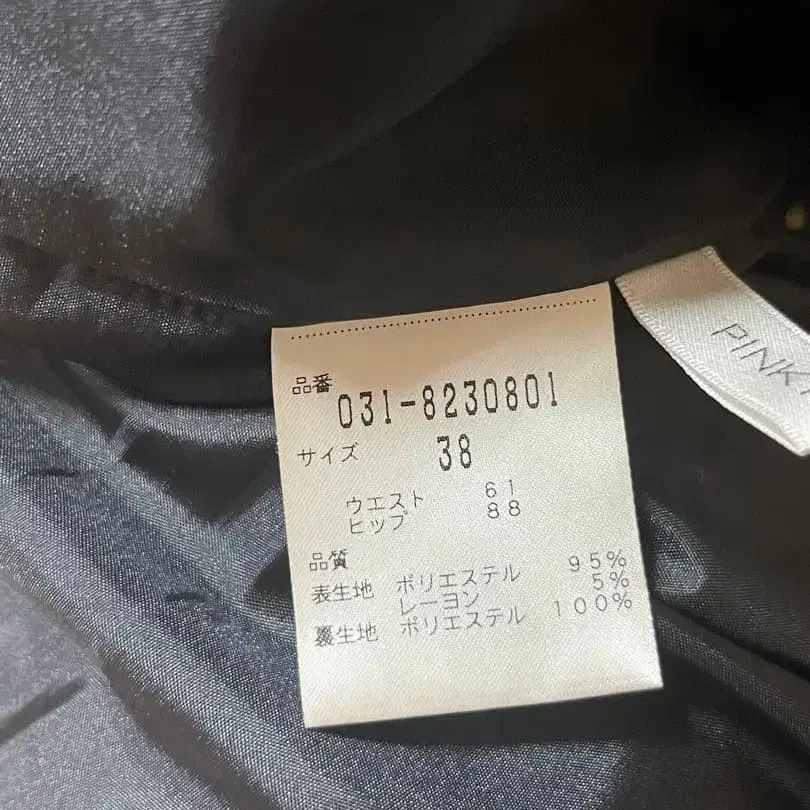 品番
031-8230801
サイズ 38
ウエスト 61
ヒップ 88
品質
表生地 ポリエステル 95%
レーヨン 5%
裏生地 ポリエステル 100%
PINK